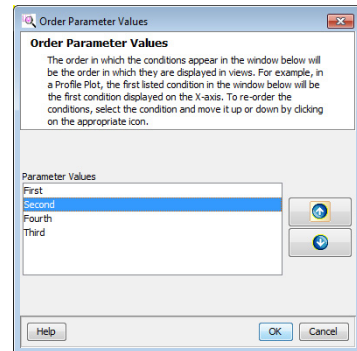 Order Parameter Values
Order Parameter Values
The order in which the conditions appear in the window below will
be the order in which they are displayed in views. For example, in
a Profile Plot, the first listed condition in the window below will be
the first condition displayed on the X-axis. To re-order the
conditions, select the condition and move it up or down by clicking
on the appropriate icon.
Parameter Values
First
Second
Fourth
Third
Help
OK
Cancel